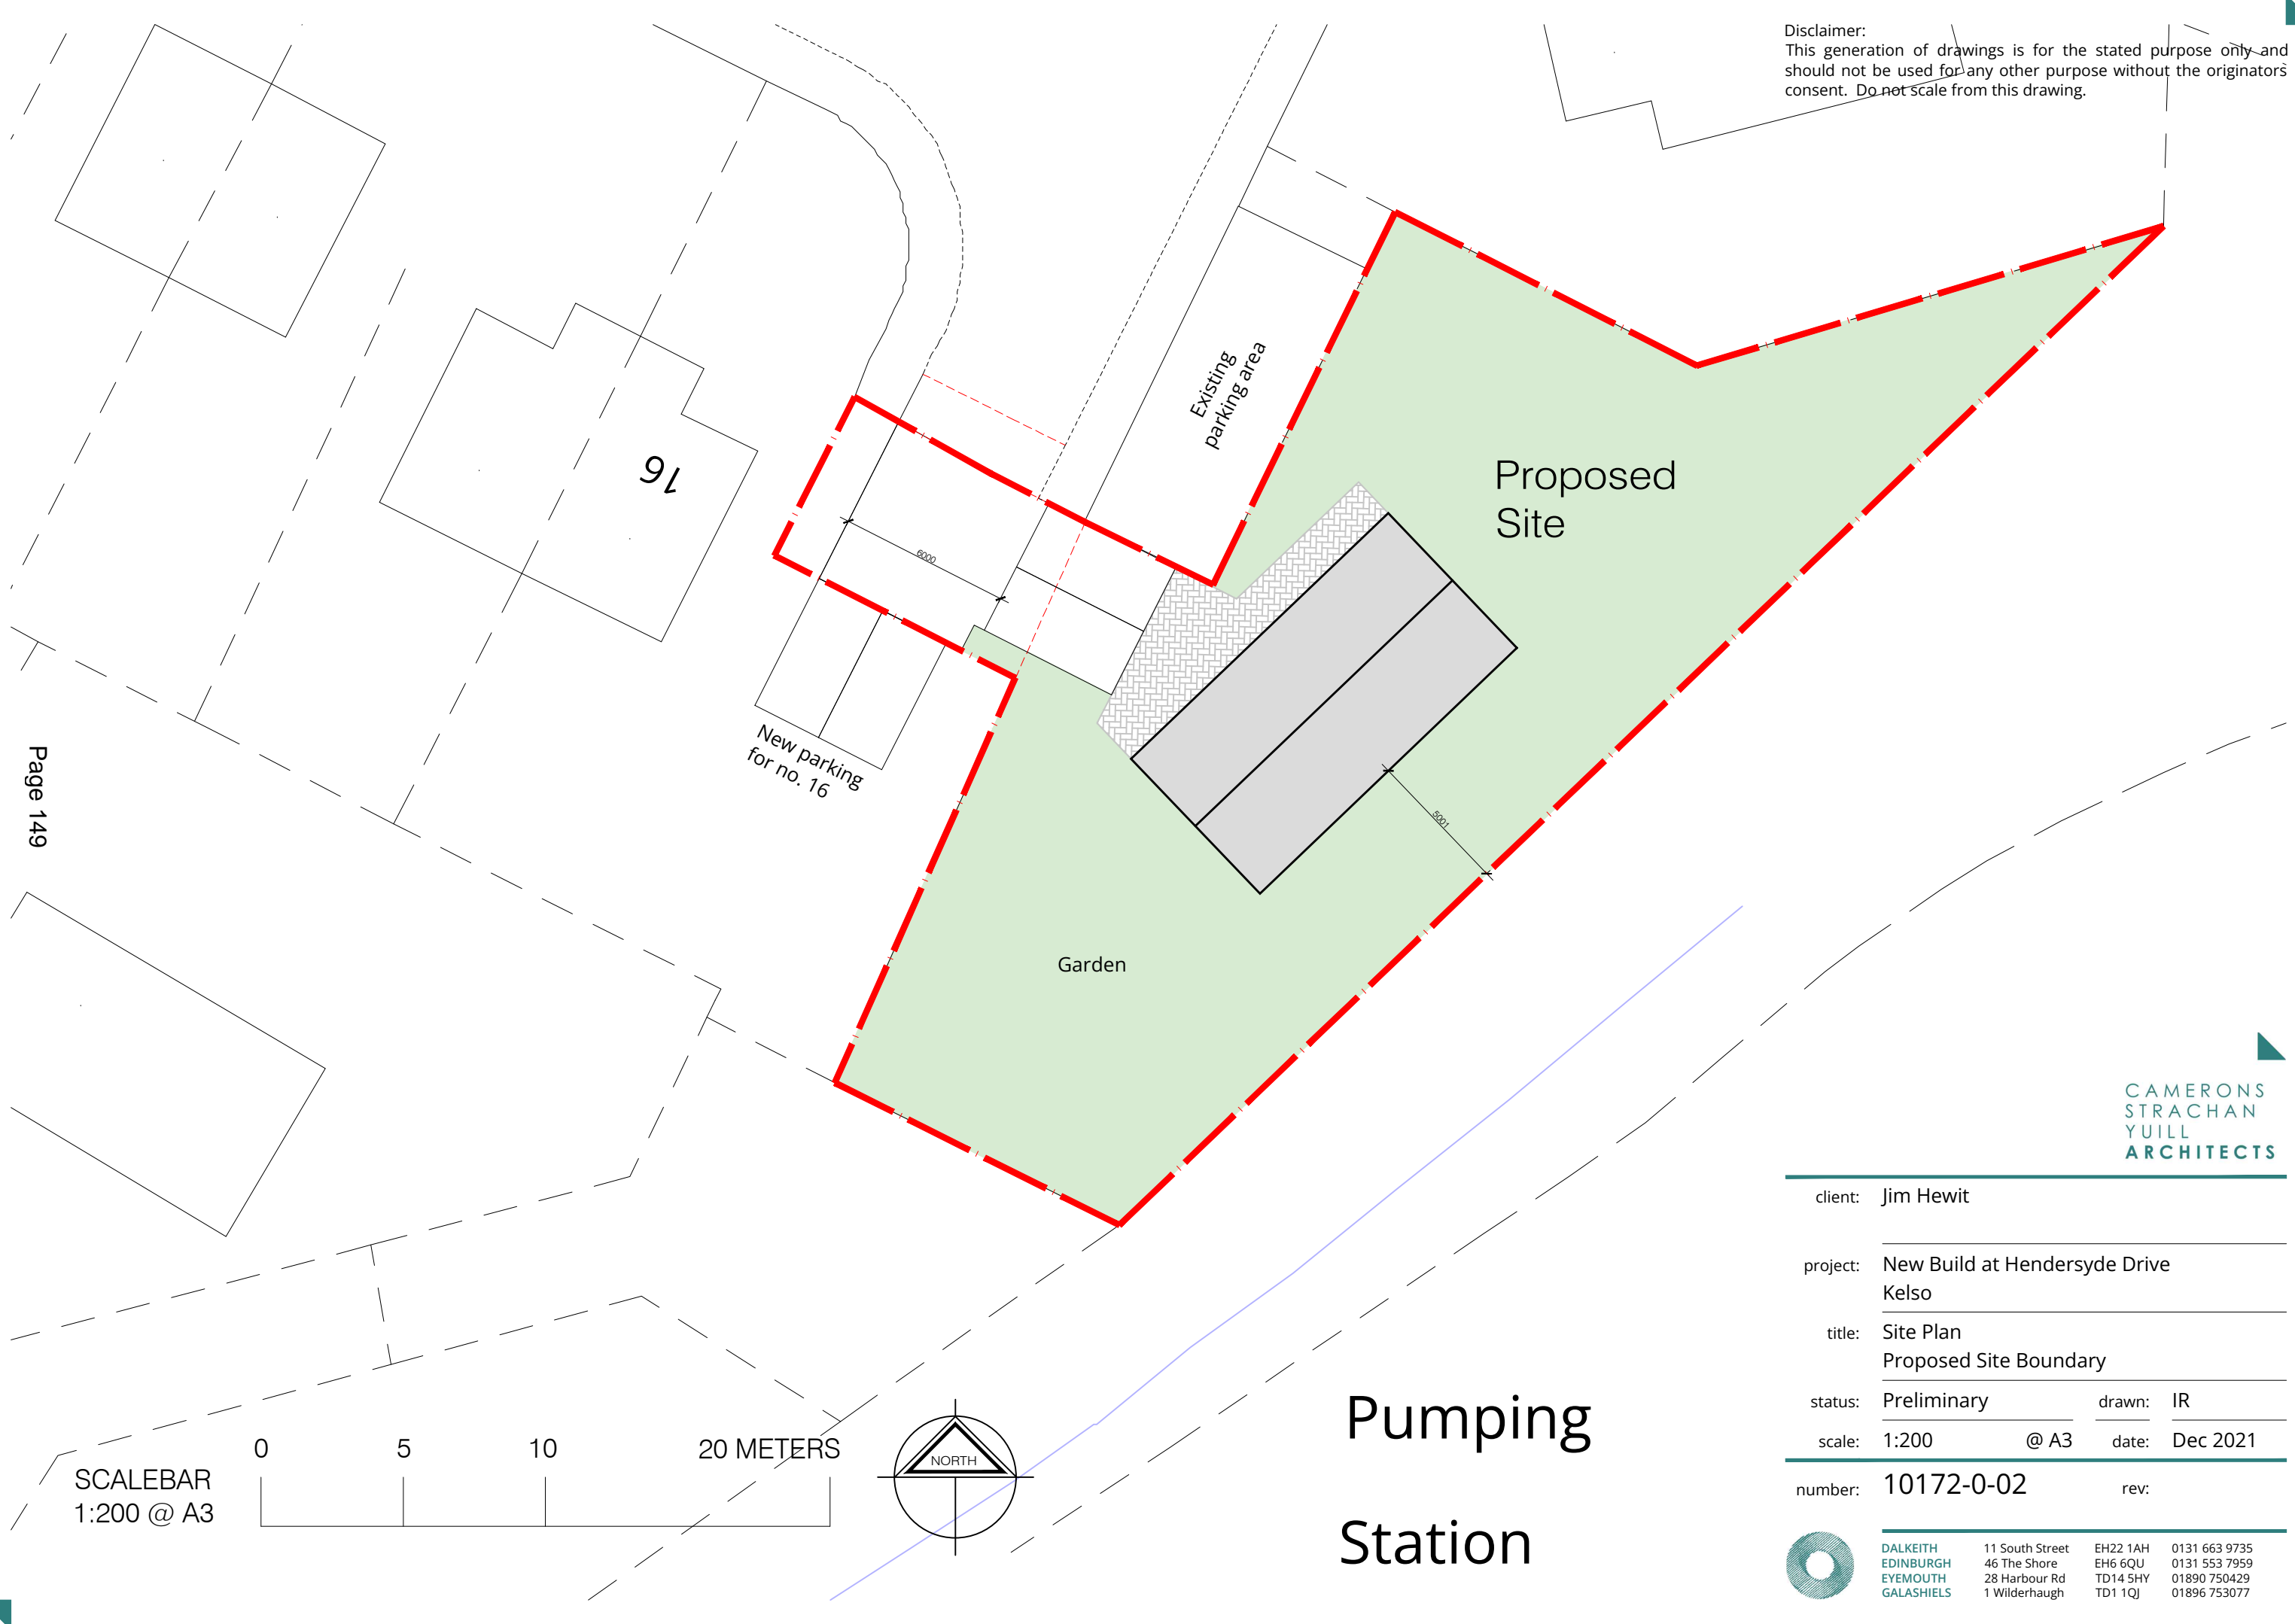 Disclaimer:
This generation of drawings is for the stated purpose only and
should not be used for any other purpose without the originators
consent. Do not scale from this drawing.
Existing
parking area
16
6000
Proposed
Site
New parking
for no. 16
Page 149
5001
Garden
CAMERONS
STRACHAN
YUILL
ARCHITECTS
client: Jim Hewit
project: New Build at Hendersyde Drive
Kelso
title: Site Plan
Proposed Site Boundary
status: Preliminary drawn: IR
scale: 1:200 @ A3 date: Dec 2021
number: 10172-0-02 rev:
DALKEITH 11 South Street EH22 1AH 0131 663 9735
EDINBURGH 46 The Shore EH6 6QU 0131 553 7959
EYEMOUTH 28 Harbour Rd TD14 5HY 01890 750429
GALASHIELS 1 Wilderhaugh TD1 1QJ 01896 753077
Pumping
Station
0 5 10 20 METERS
SCALEBAR
1:200 @ A3
NORTH